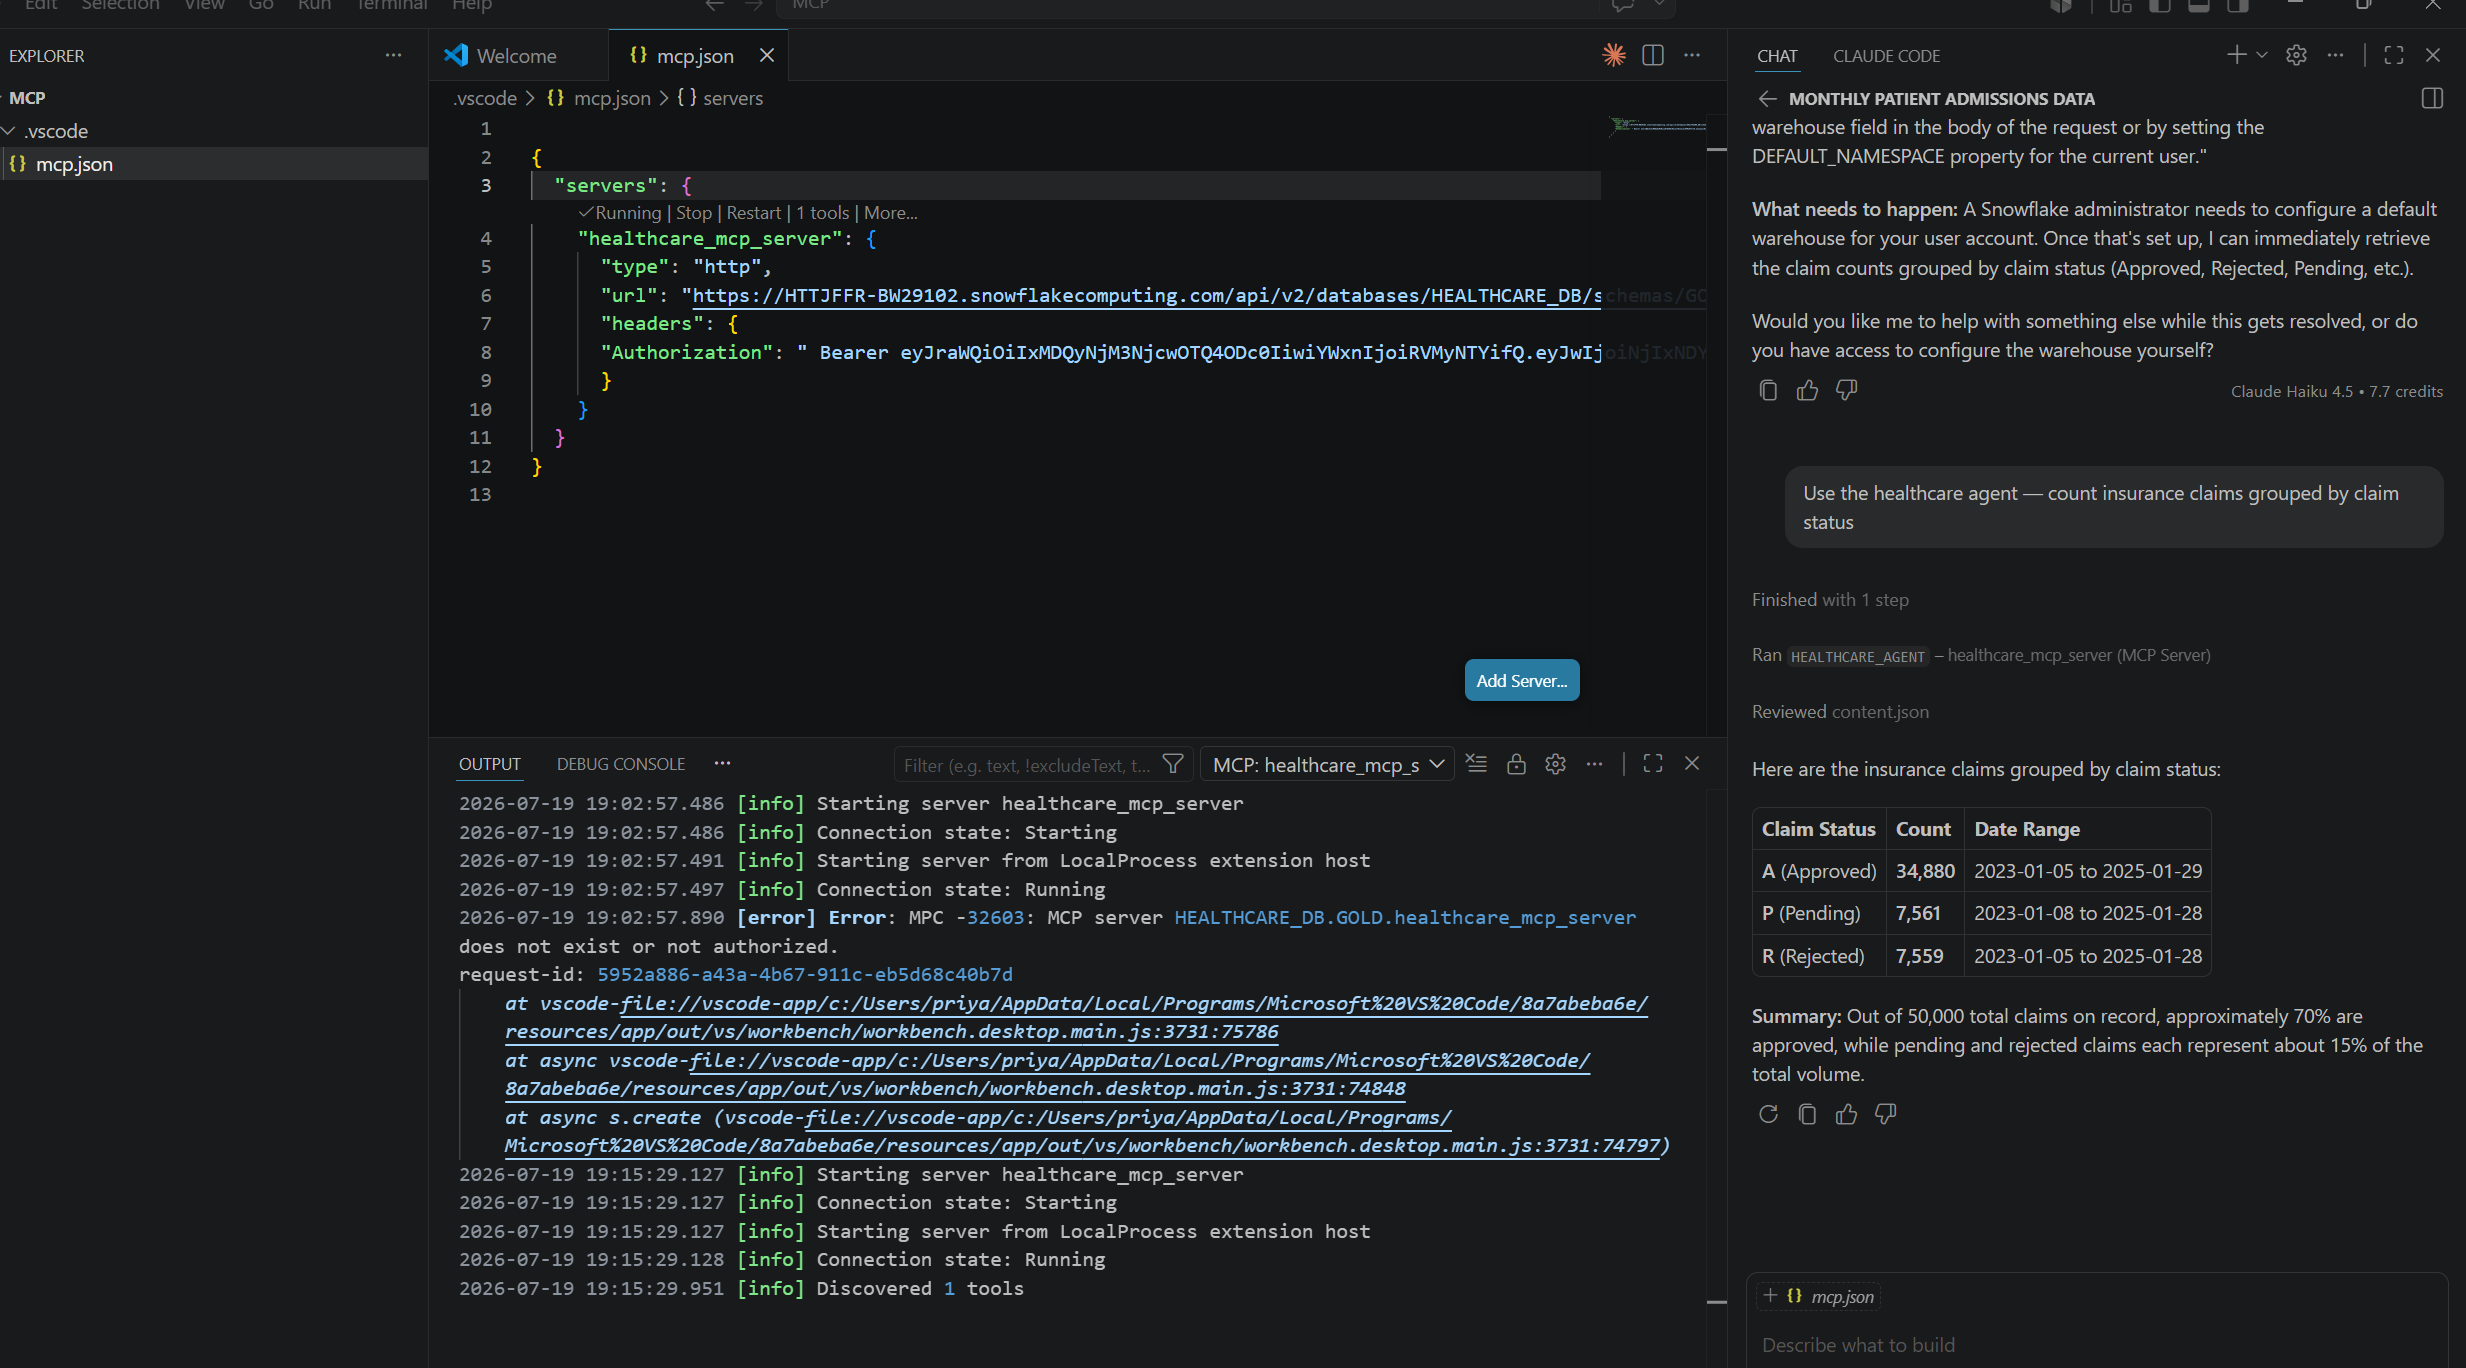 Edit Selection View Go Run Terminal Help
MCP
EXPLORER
MCP
.vscode
{} mcp.json
Welcome
{} mcp.json
.vscode > {} mcp.json > {} servers
1
2 {
3 "servers": {
✓Running | Stop | Restart | 1 tools | More...
4 "healthcare_mcp_server": {
5 "type": "http",
6 "url": "https://HTTJFFR-BW29102.snowflakecomputing.com/api/v2/databases/HEALTHCARE_DB/schemas/GO
7 "headers": {
8 "Authorization": " Bearer eyJraWQiOiIxMDQyNjM3NjcwOTQ4ODc0IiwiYWxnIjoiRVMyNTYifQ.eyJwIjoiNjIxNDY
9 }
10 }
11 }
12 }
13
Add Server...
OUTPUT
DEBUG CONSOLE
Filter (e.g. text, !excludeText, t...
MCP: healthcare_mcp_s
2026-07-19 19:02:57.486 [info] Starting server healthcare_mcp_server
2026-07-19 19:02:57.486 [info] Connection state: Starting
2026-07-19 19:02:57.491 [info] Starting server from LocalProcess extension host
2026-07-19 19:02:57.497 [info] Connection state: Running
2026-07-19 19:02:57.890 [error] Error: MPC -32603: MCP server HEALTHCARE_DB.GOLD.healthcare_mcp_server
does not exist or not authorized.
request-id: 5952a886-a43a-4b67-911c-eb5d68c40b7d
at vscode-file://vscode-app/c:/Users/priya/AppData/Local/Programs/Microsoft%20VS%20Code/8a7abeba6e/
resources/app/out/vs/workbench/workbench.desktop.main.js:3731:75786
at async vscode-file://vscode-app/c:/Users/priya/AppData/Local/Programs/Microsoft%20VS%20Code/
8a7abeba6e/resources/app/out/vs/workbench/workbench.desktop.main.js:3731:74848
at async s.create (vscode-file://vscode-app/c:/Users/priya/AppData/Local/Programs/
Microsoft%20VS%20Code/8a7abeba6e/resources/app/out/vs/workbench/workbench.desktop.main.js:3731:74797)
2026-07-19 19:15:29.127 [info] Starting server healthcare_mcp_server
2026-07-19 19:15:29.127 [info] Connection state: Starting
2026-07-19 19:15:29.127 [info] Starting server from LocalProcess extension host
2026-07-19 19:15:29.128 [info] Connection state: Running
2026-07-19 19:15:29.951 [info] Discovered 1 tools
CHAT
CLAUDE CODE
MONTHLY PATIENT ADMISSIONS DATA
warehouse field in the body of the request or by setting the
DEFAULT_NAMESPACE property for the current user."
What needs to happen: A Snowflake administrator needs to configure a default
warehouse for your user account. Once that's set up, I can immediately retrieve
the claim counts grouped by claim status (Approved, Rejected, Pending, etc.).
Would you like me to help with something else while this gets resolved, or do
you have access to configure the warehouse yourself?
Claude Haiku 4.5 • 7.7 credits
Use the healthcare agent — count insurance claims grouped by claim
status
Finished with 1 step
Ran HEALTHCARE_AGENT – healthcare_mcp_server (MCP Server)
Reviewed content.json
Here are the insurance claims grouped by claim status:
Claim Status Count Date Range
A (Approved) 34,880 2023-01-05 to 2025-01-29
P (Pending) 7,561 2023-01-08 to 2025-01-28
R (Rejected) 7,559 2023-01-05 to 2025-01-28
Summary: Out of 50,000 total claims on record, approximately 70% are
approved, while pending and rejected claims each represent about 15% of the
total volume.
{} mcp.json
Describe what to build